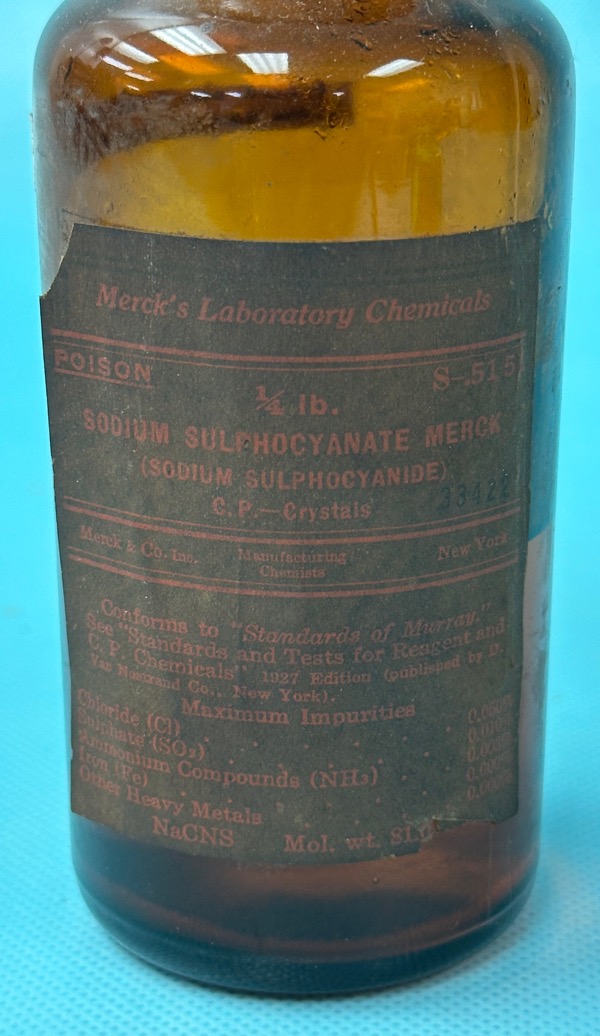 Merck's Laboratory Chemicals
POISON
S-.515
¼ lb.
SODIUM SULPHOCYANATE MERCK
(SODIUM SULPHOCYANIDE)
C.P.—Crystals
33422
Merck & Co. Inc. Manufacturing Chemists New York
Conforms to "Standards of Murray."
See "Standards and Tests for Reagent and
C. P. Chemicals" 1927 Edition (published by D.
Van Nostrand Co., New York).
Maximum Impurities
Chloride (Cl)
Sulphate (SO₃)
Ammonium Compounds (NH₃)
Iron (Fe)
Other Heavy Metals
NaCNS Mol. wt.